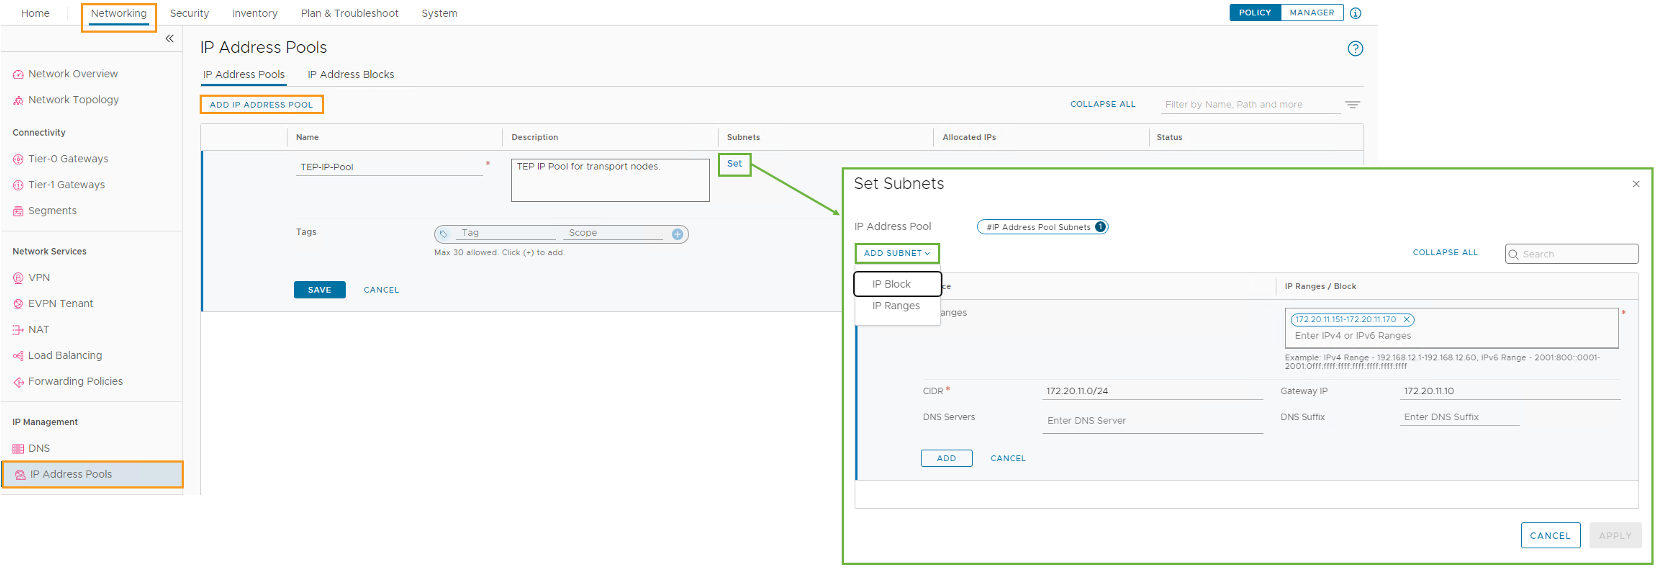 Home
Networking
Security
Inventory
Plan & Troubleshoot
System
POLICY
MANAGER
«
Network Overview
Network Topology
Connectivity
Tier-0 Gateways
Tier-1 Gateways
Segments
Network Services
VPN
EVPN Tenant
NAT
Load Balancing
Forwarding Policies
IP Management
DNS
IP Address Pools
IP Address Pools
?
IP Address Pools
IP Address Blocks
ADD IP ADDRESS POOL
COLLAPSE ALL
Filter by Name, Path and more
Name
Description
Subnets
Allocated IPs
Status
TEP-IP-Pool
*
TEP IP Pool for transport nodes.
Set
Tags
Tag
Scope
Max 30 allowed. Click (+) to add.
SAVE
CANCEL
Set Subnets
×
IP Address Pool
#IP Address Pool Subnets 1
ADD SUBNET
COLLAPSE ALL
Search
IP Block
IP Ranges
ce
IP Ranges / Block
anges
172.20.11.151-172.20.11.170 ×
*
Enter IPv4 or IPv6 Ranges
Example: IPv4 Range - 192.168.12.1-192.168.12.60, IPv6 Range - 2001:800::0001-
2001:0fff:ffff:ffff:ffff:ffff:ffff:ffff
CIDR *
172.20.11.0/24
Gateway IP
172.20.11.10
DNS Servers
Enter DNS Server
DNS Suffix
Enter DNS Suffix
ADD
CANCEL
CANCEL
APPLY